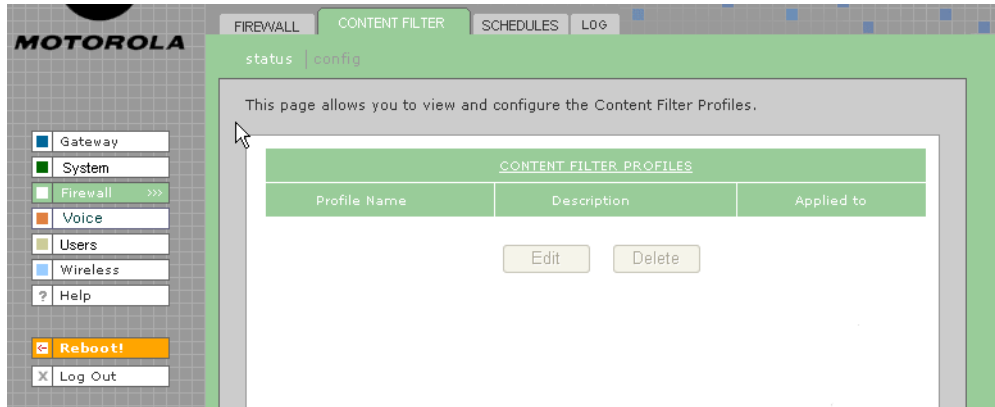 MOTOROLA
FIREWALL CONTENT FILTER SCHEDULES LOG
status | config
This page allows you to view and configure the Content Filter Profiles.
Gateway
System
Firewall >>>
Voice
Users
Wireless
? Help
Reboot!
X Log Out
CONTENT FILTER PROFILES
Profile Name Description Applied to
Edit Delete